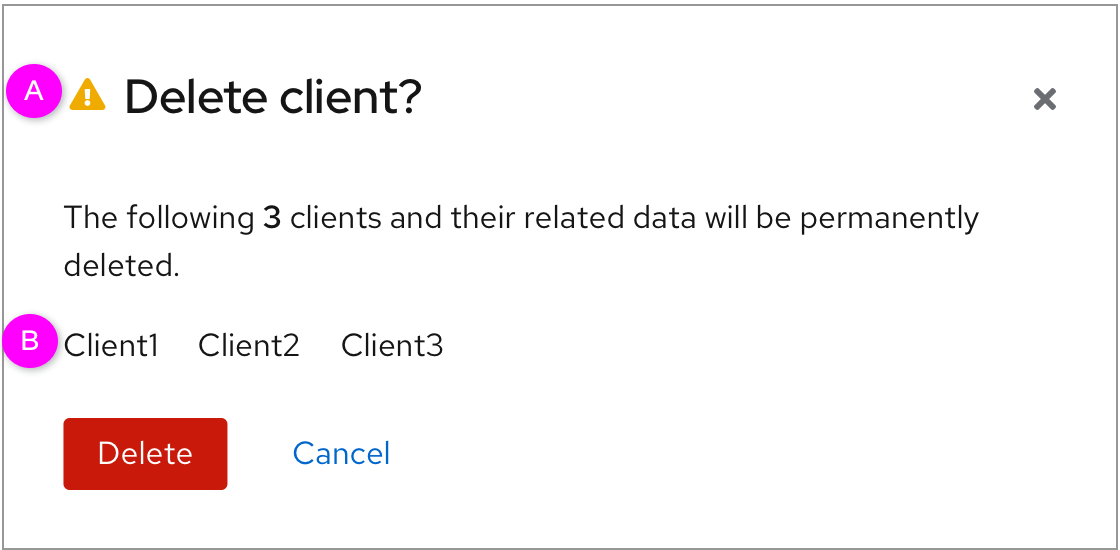 A Delete client?
The following 3 clients and their related data will be permanently
deleted.
B Client1 Client2 Client3
Delete Cancel